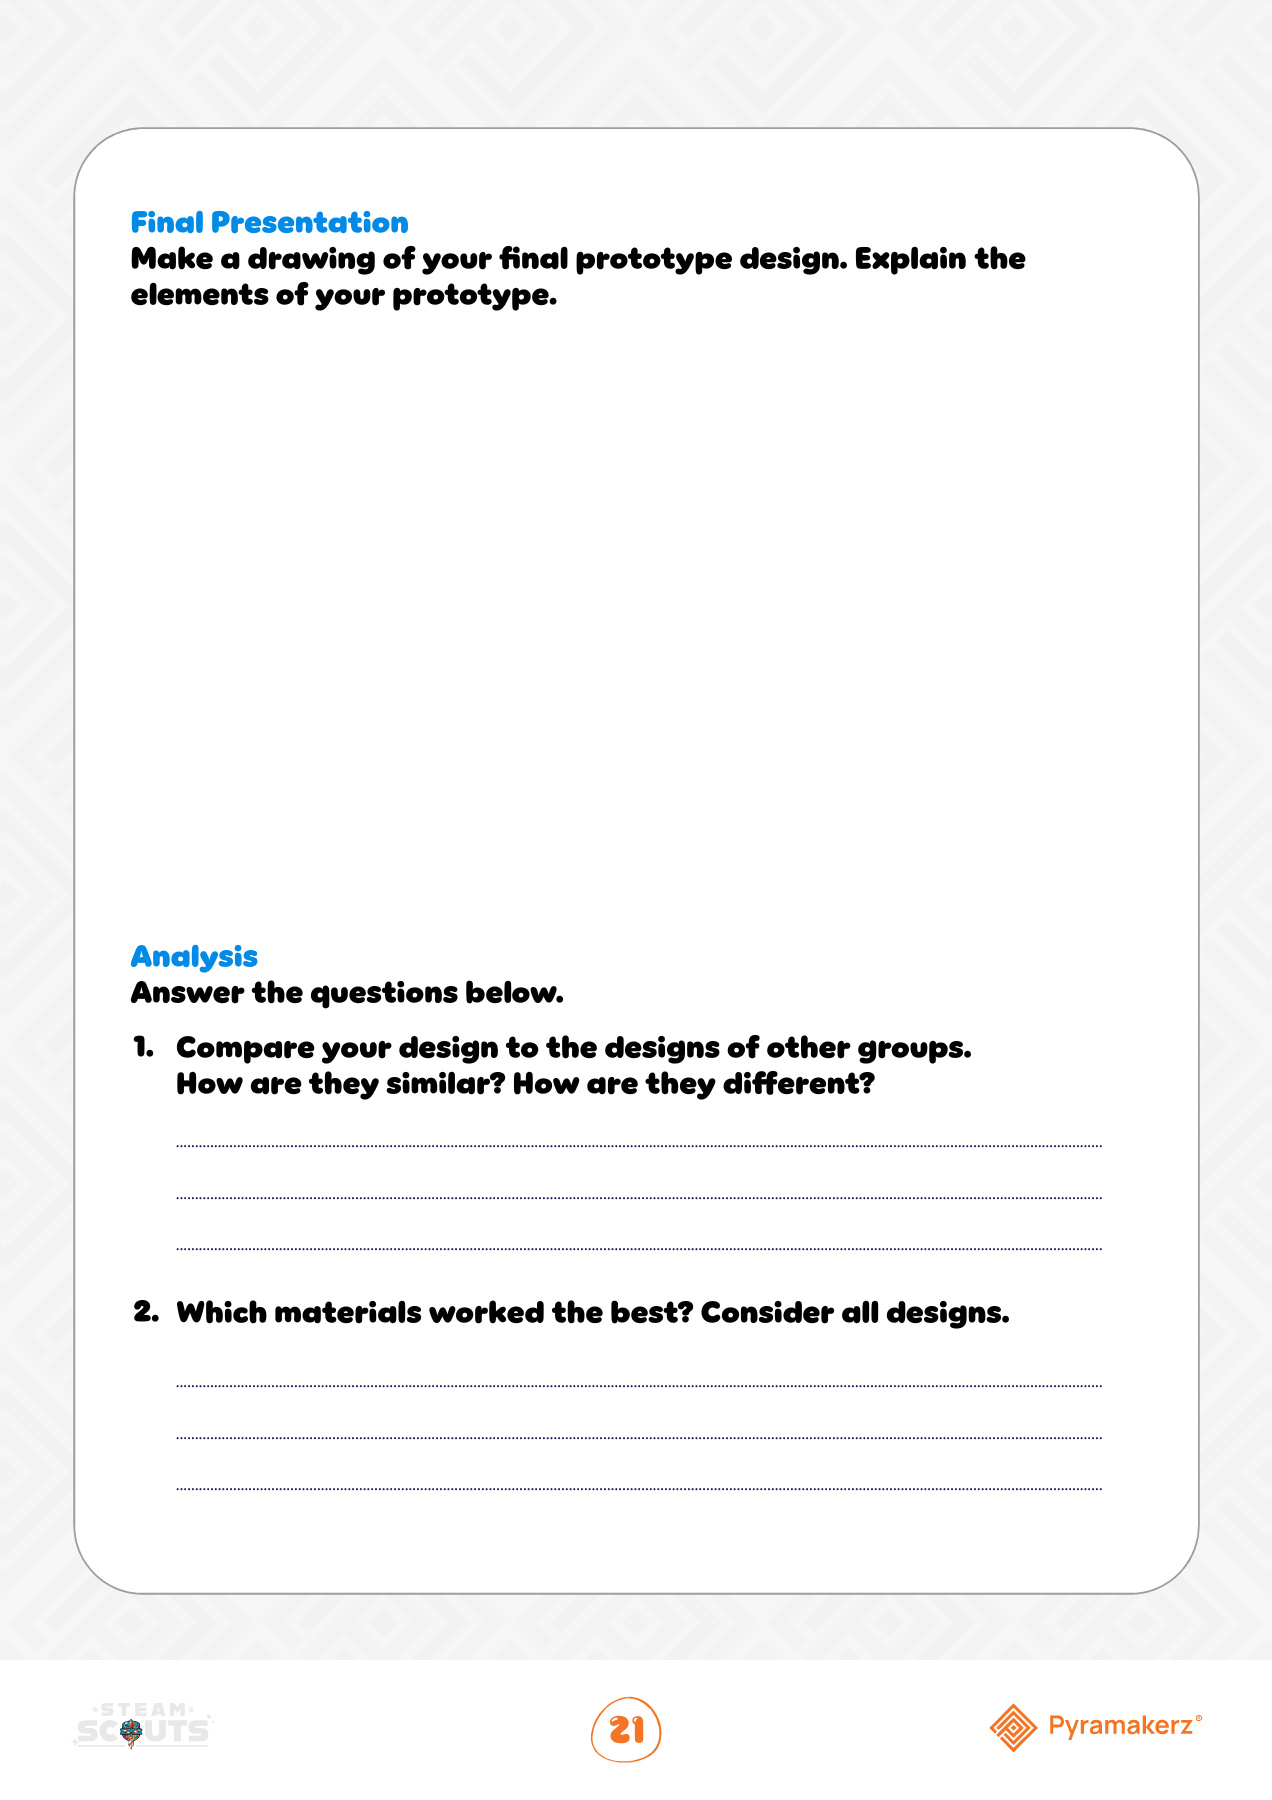 Final Presentation
Make a drawing of your final prototype design. Explain the
elements of your prototype.
Analysis
Answer the questions below.
1. Compare your design to the designs of other groups.
How are they similar? How are they different?
2. Which materials worked the best? Consider all designs.
STEAM
SCOUTS
21
Pyramakerz®